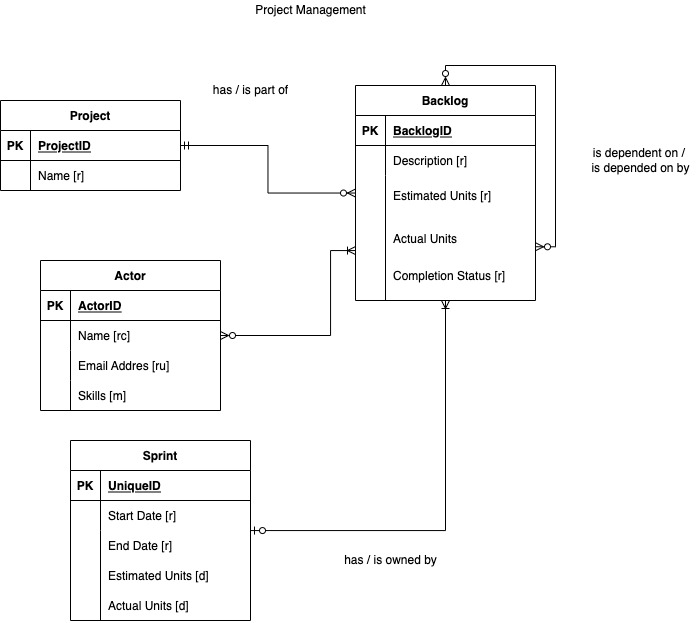 Project Management
has / is part of
Project
PK ProjectID
Name [r]
Backlog
PK BacklogID
Description [r]
Estimated Units [r]
Actual Units
Completion Status [r]
is dependent on /
is depended on by
Actor
PK ActorID
Name [rc]
Email Addres [ru]
Skills [m]
Sprint
PK UniqueID
Start Date [r]
End Date [r]
Estimated Units [d]
Actual Units [d]
has / is owned by